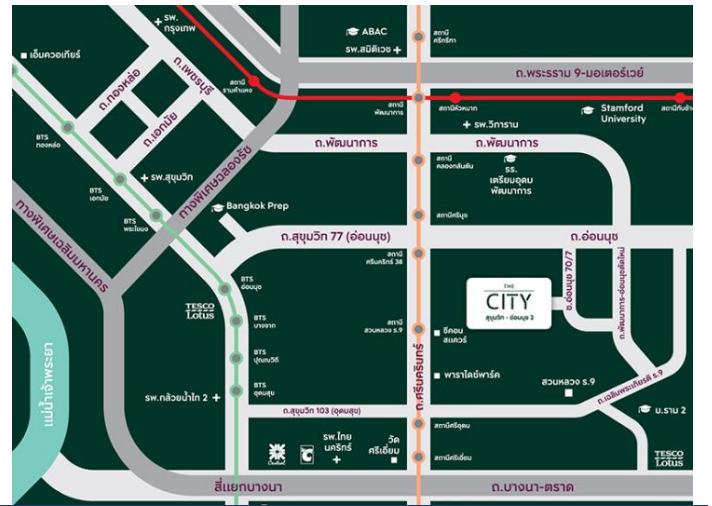 รพ.
กรุงเทพ
ABAC
รพ.สมิติเวช
สถานี
ศรีกรีฑา
เอ็มควอเทียร์
ถ.เพชรบุรี
ถ.พระราม 9-มอเตอร์เวย์
สถานี
รามคำแหง
ถ.ทองหล่อ
สถานี
พัฒนาการ
สถานีหัวหมาก
Stamford
University
ถ.เอกมัย
รพ.วิภาราม
BTS
ทองหล่อ
ถ.พัฒนาการ
ถ.พัฒนาการ
สถานี
คลองกลันตัน
รร.
เตรียมอุดม
พัฒนาการ
รพ.สุขุมวิท
BTS
เอกมัย
ทางพิเศษฉลองรัช
Bangkok Prep
BTS
พระโขนง
สถานีศรีนุช
ถ.สุขุมวิท 77 (อ่อนนุช)
ถ.อ่อนนุช
ทางพิเศษเฉลิมมหานคร
สถานี
ศรีนครินทร์ 38
BTS
อ่อนนุช
ซ.อ่อนนุช 70/7
ถ.พัฒนาการ-อ่อนนุชตัดใหม่
THE
CITY
สุขุมวิท - อ่อนนุช 2
TESCO
Lotus
BTS
บางจาก
สถานี
สวนหลวง ร.9
ซีคอน
สแควร์
BTS
ปุณณวิถี
แม่น้ำเจ้าพระยา
ถ.ศรีนครินทร์
พาราไดซ์พาร์ค
สวนหลวง ร.9
ถ.เฉลิมพระเกียรติ ร.9
รพ.กล้วยน้ำไท 2
BTS
อุดมสุข
ถ.สุขุมวิท 103 (อุดมสุข)
ม.ราม 2
สถานีศรีอุดม
รพ.ไทย
นครินทร์
วัด
ศรีเอี่ยม
สถานีศรีเอี่ยม
TESCO
Lotus
สี่แยกบางนา
ถ.บางนา-ตราด